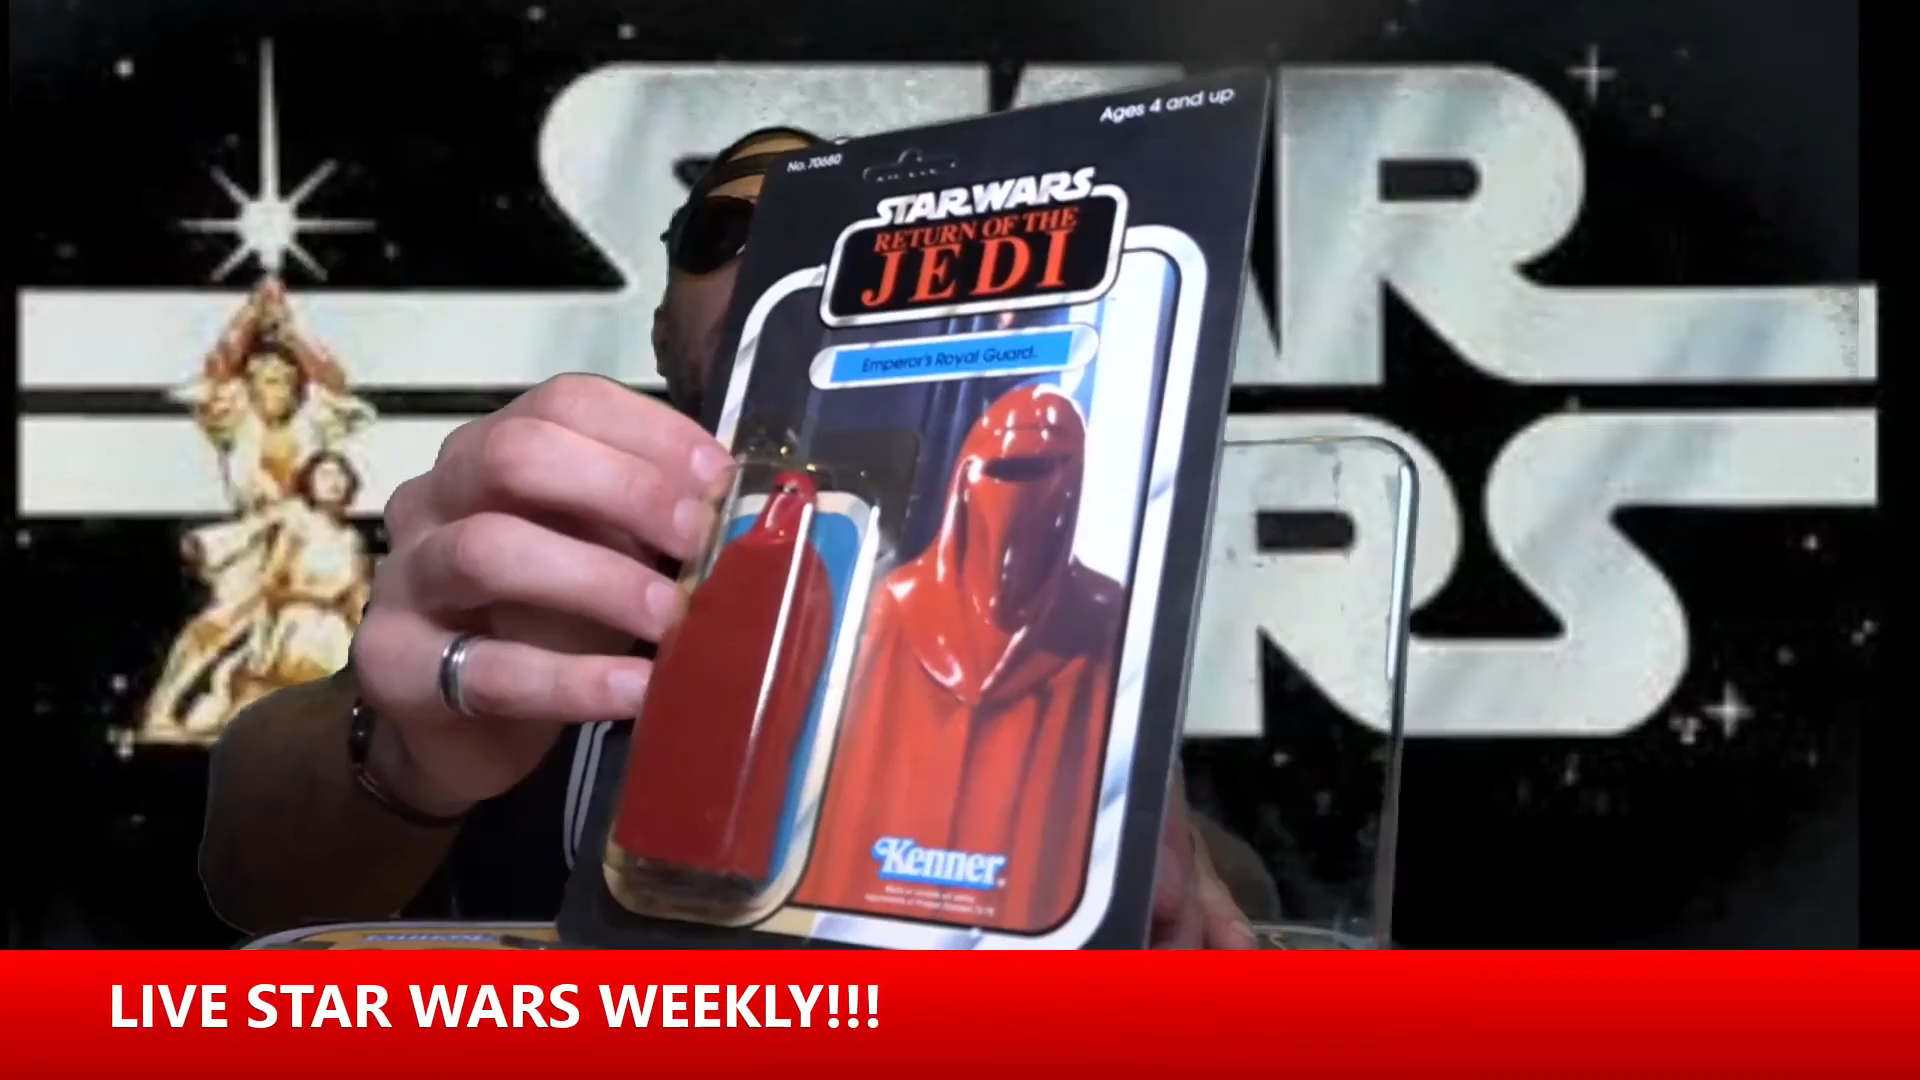 STAR
WARS
Ages 4 and up
No. 70680
STAR WARS
RETURN OF THE
JEDI
Emperor's Royal Guard.
Kenner.
LIVE STAR WARS WEEKLY!!!